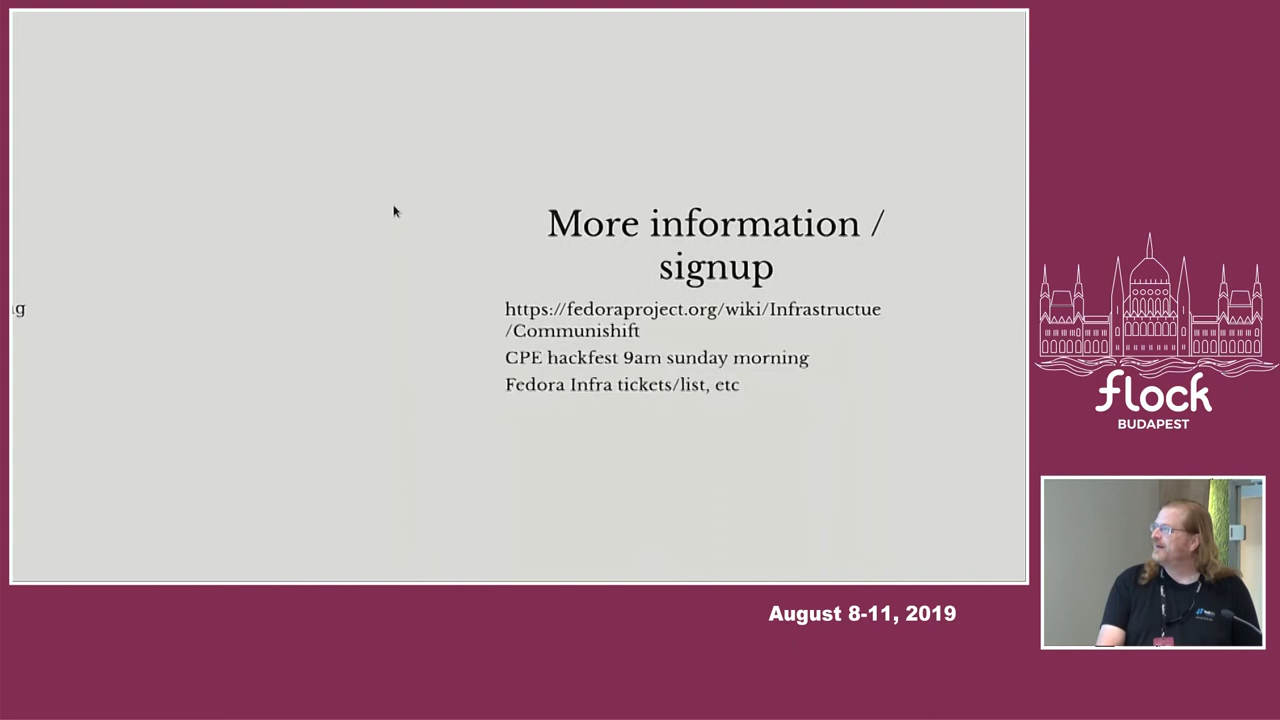 More information /
signup
ng
https://fedoraproject.org/wiki/Infrastructue
/Communishift
CPE hackfest 9am sunday morning
Fedora Infra tickets/list, etc
flock
BUDAPEST
August 8-11, 2019